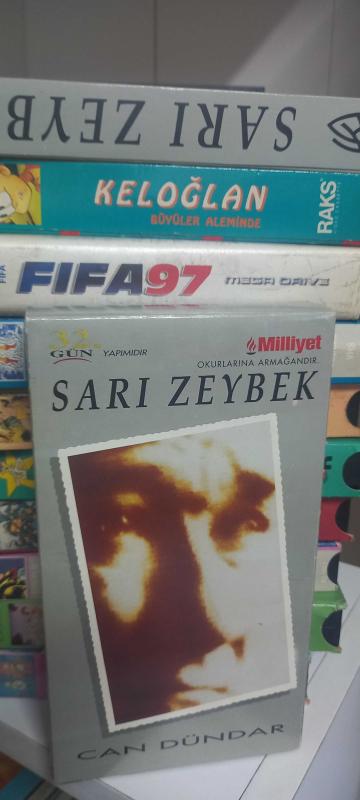 SARI ZEYB
KELOĞLAN
BÜYÜLER ALEMİNDE
RAKS
FIFA
FIFA97
MEGA DRIVE
32.
GÜN YAPIMIDIR
Milliyet
OKURLARINA ARMAĞANDIR.
SARI ZEYBEK
CAN DÜNDAR